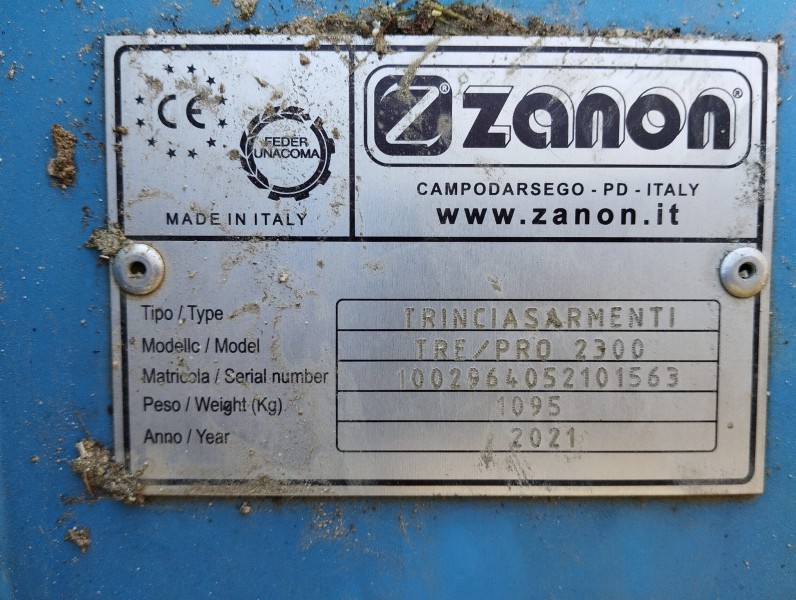 CE
FEDER
UNACOMA
MADE IN ITALY
Z® zanon®
CAMPODARSEGO - PD - ITALY
www.zanon.it
Tipo / Type TRINCIASARMENTI
Modello / Model TRE/PRO 2300
Matricola / Serial number 1002964052101563
Peso / Weight (Kg) 1095
Anno / Year 2021